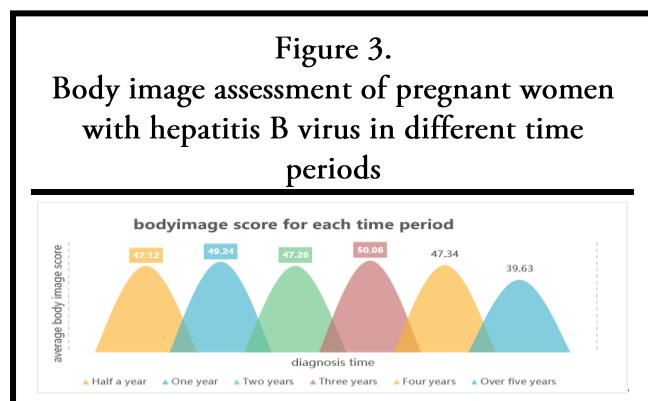 Figure 3.
Body image assessment of pregnant women
with hepatitis B virus in different time
periods
bodyimage score for each time period
average body image score
47.12
49.24
47.26
50.06
47.34
39.63
diagnosis time
Half a year
One year
Two years
Three years
Four years
Over five years